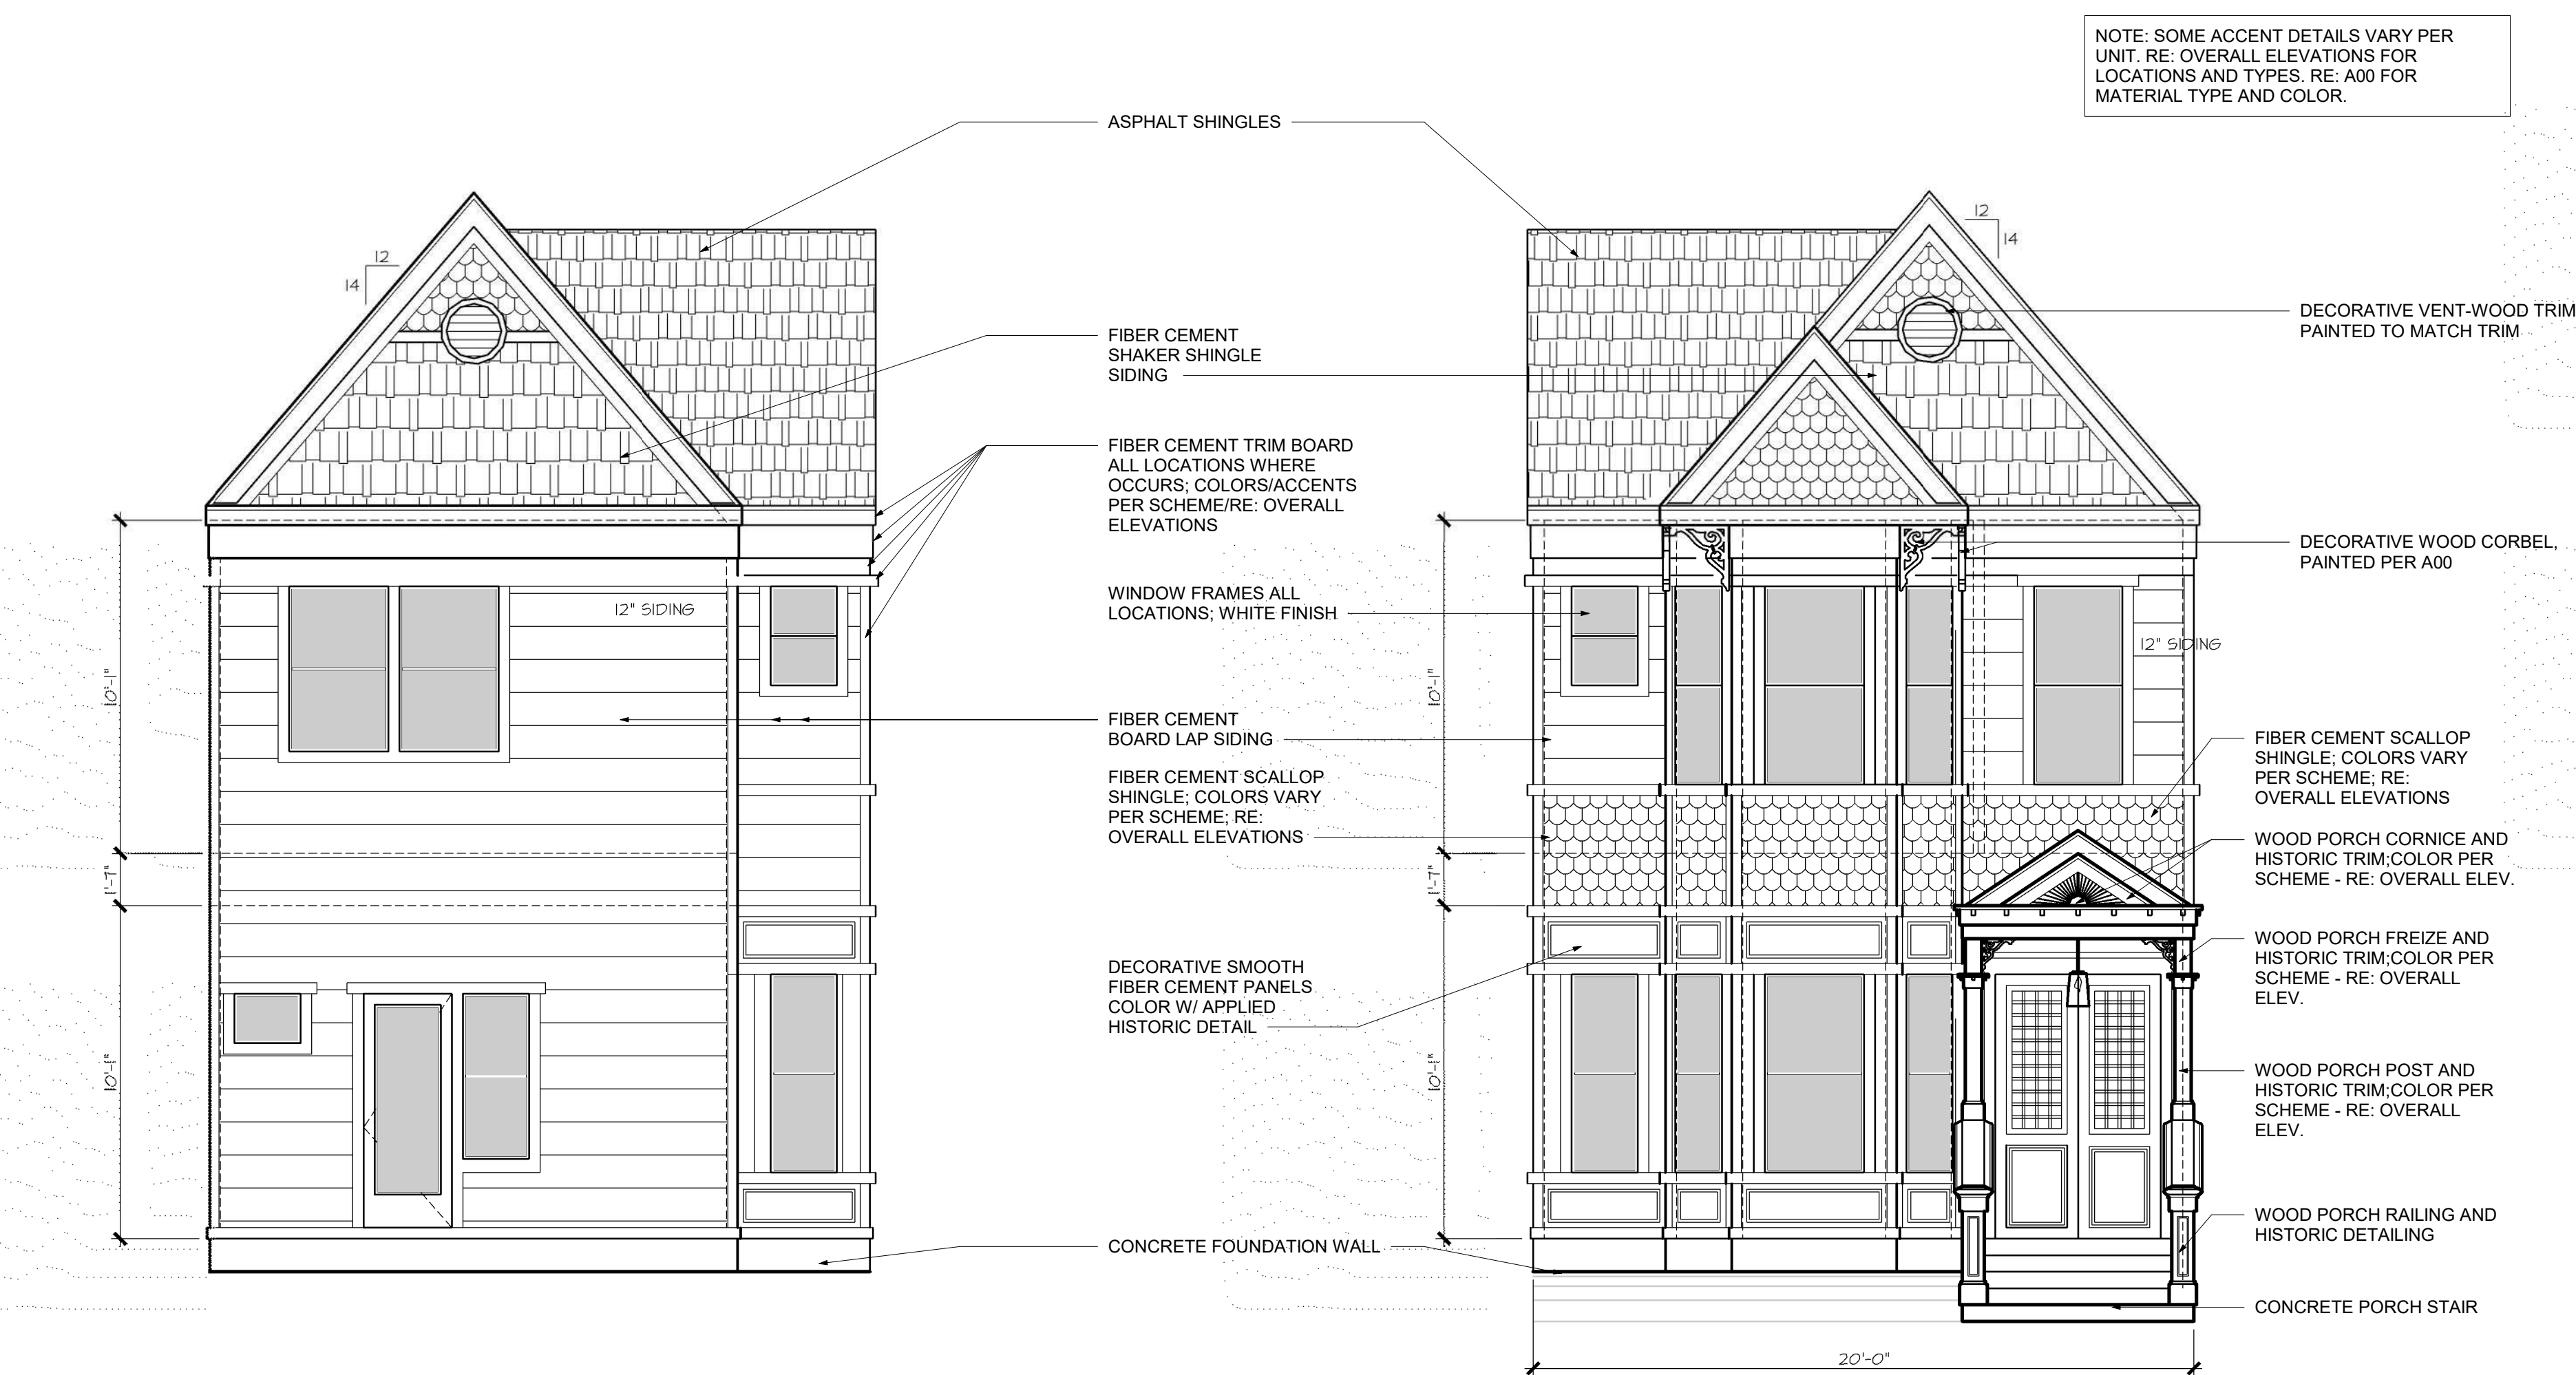 NOTE: SOME ACCENT DETAILS VARY PER
UNIT. RE: OVERALL ELEVATIONS FOR
LOCATIONS AND TYPES. RE: A00 FOR
MATERIAL TYPE AND COLOR.
ASPHALT SHINGLES
12
14
12
14
FIBER CEMENT
SHAKER SHINGLE
SIDING
DECORATIVE VENT-WOOD TRIM
PAINTED TO MATCH TRIM
FIBER CEMENT TRIM BOARD
ALL LOCATIONS WHERE
OCCURS; COLORS/ACCENTS
PER SCHEME/RE: OVERALL
ELEVATIONS
DECORATIVE WOOD CORBEL,
PAINTED PER A00
WINDOW FRAMES ALL
LOCATIONS; WHITE FINISH
12" SIDING
12" SIDING
10'-1"
10'-1"
FIBER CEMENT
BOARD LAP SIDING
FIBER CEMENT SCALLOP
SHINGLE; COLORS VARY
PER SCHEME; RE:
OVERALL ELEVATIONS
FIBER CEMENT SCALLOP
SHINGLE; COLORS VARY
PER SCHEME; RE:
OVERALL ELEVATIONS
WOOD PORCH CORNICE AND
HISTORIC TRIM;COLOR PER
SCHEME - RE: OVERALL ELEV.
1'-7"
1'-7"
WOOD PORCH FREIZE AND
HISTORIC TRIM;COLOR PER
SCHEME - RE: OVERALL
ELEV.
DECORATIVE SMOOTH
FIBER CEMENT PANELS
COLOR W/ APPLIED
HISTORIC DETAIL
10'-1"
10'-1"
WOOD PORCH POST AND
HISTORIC TRIM;COLOR PER
SCHEME - RE: OVERALL
ELEV.
WOOD PORCH RAILING AND
HISTORIC DETAILING
CONCRETE FOUNDATION WALL
CONCRETE PORCH STAIR
20'-0"